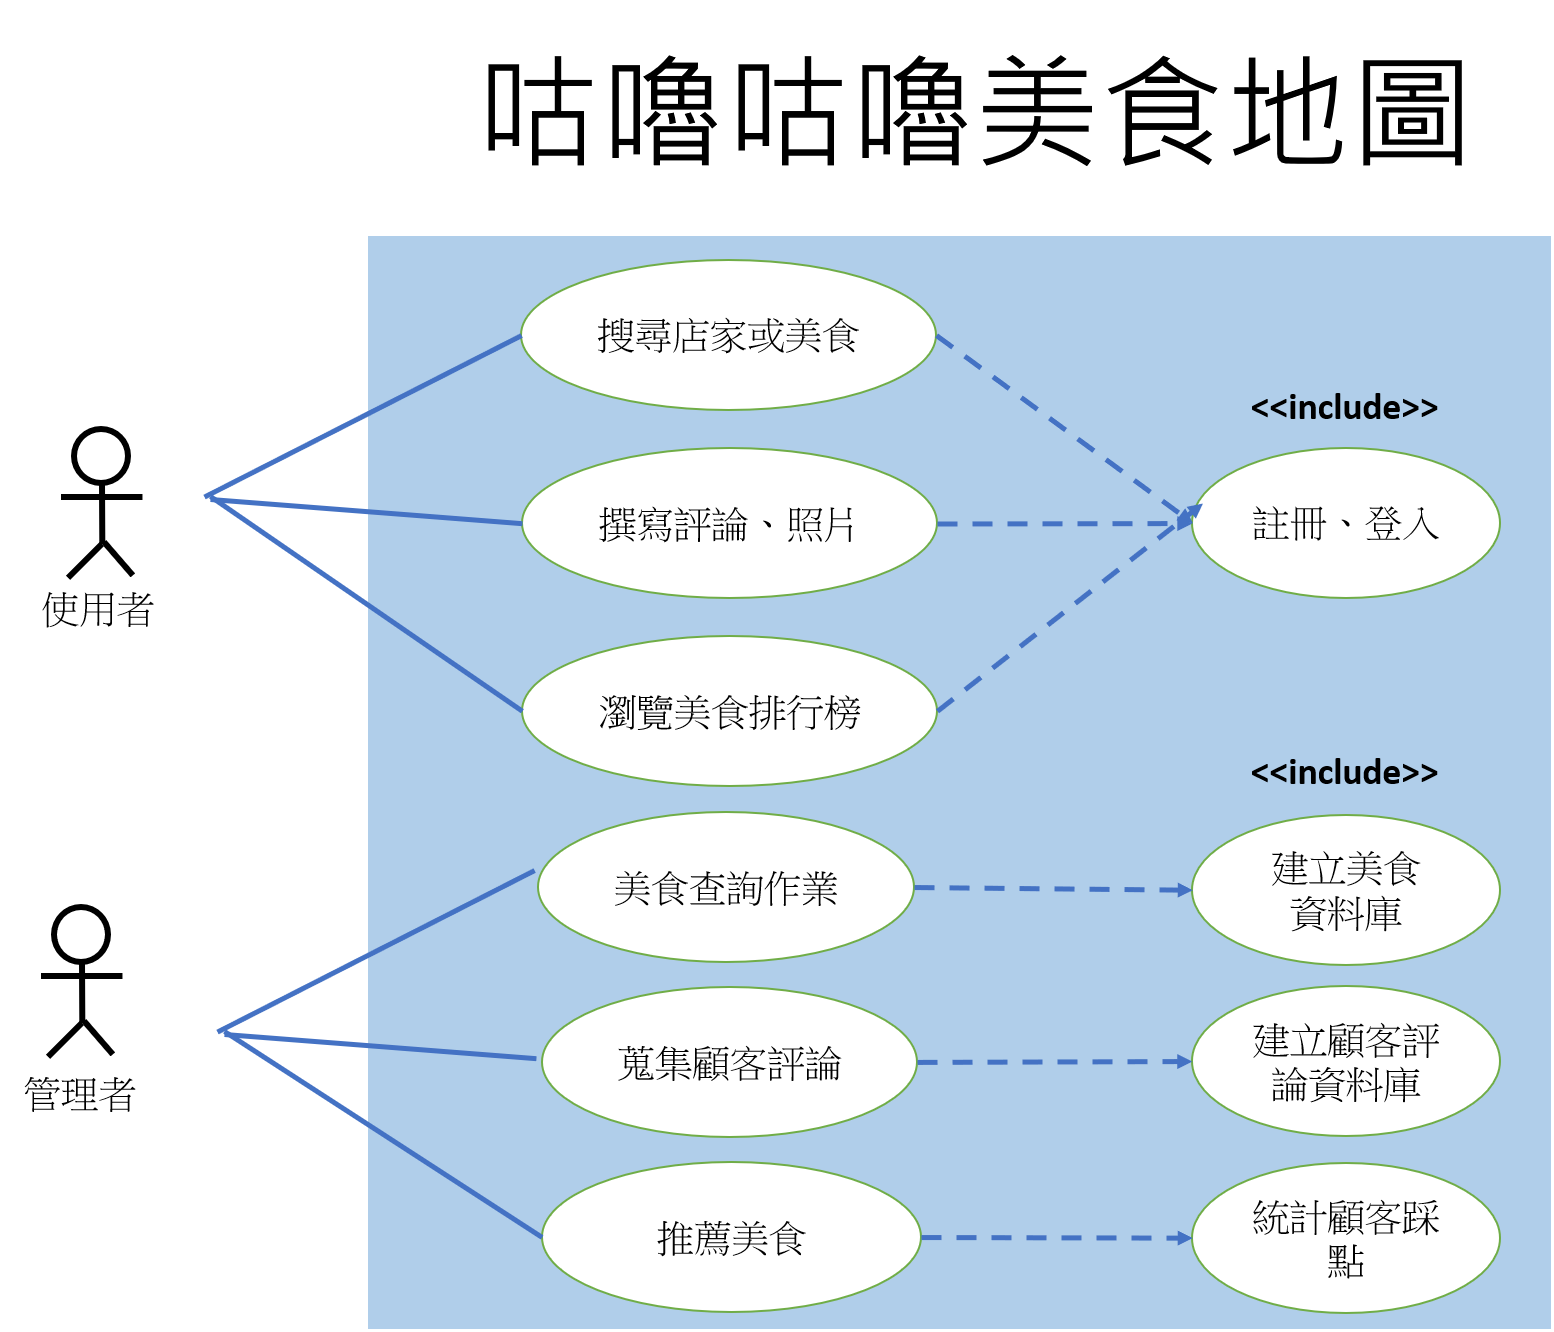 咕嚕咕嚕美食地圖
搜尋店家或美食
<<include>>
撰寫評論、照片
註冊、登入
使用者
瀏覽美食排行榜
<<include>>
美食查詢作業
建立美食
資料庫
蒐集顧客評論
建立顧客評
論資料庫
管理者
推薦美食
統計顧客踩
點